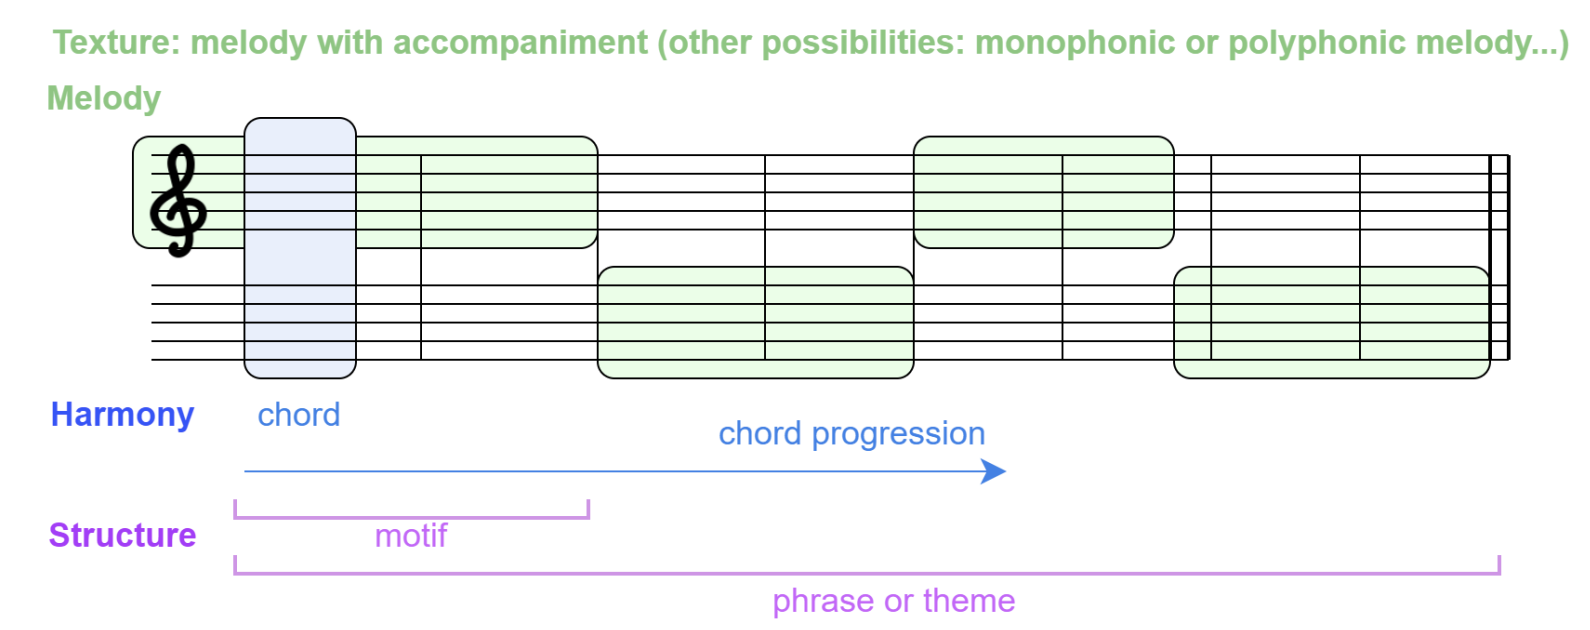 Texture: melody with accompaniment (other possibilities: monophonic or polyphonic melody...)
Melody
Harmony
chord
chord progression
motif
Structure
phrase or theme